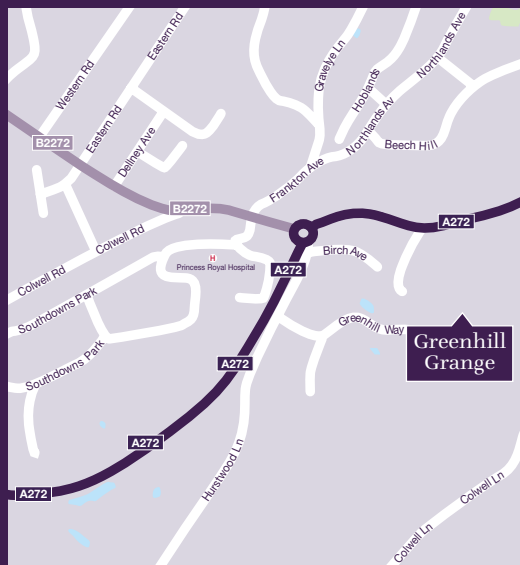 Western Rd
Eastern Rd
Gravelye Ln
Northlands Ave
Hoblands
Eastern Rd
Dellney Ave
Northlands Av
B2272
Beech Hill
Frankton Ave
B2272
A272
Colwell Rd
Birch Ave
H
Princess Royal Hospital
A272
Colwell Rd
Southdowns Park
Greenhill Way
Greenhill
Grange
Southdowns Park
A272
A272
Hurstwood Ln
A272
Colwell Ln
Colwell Ln